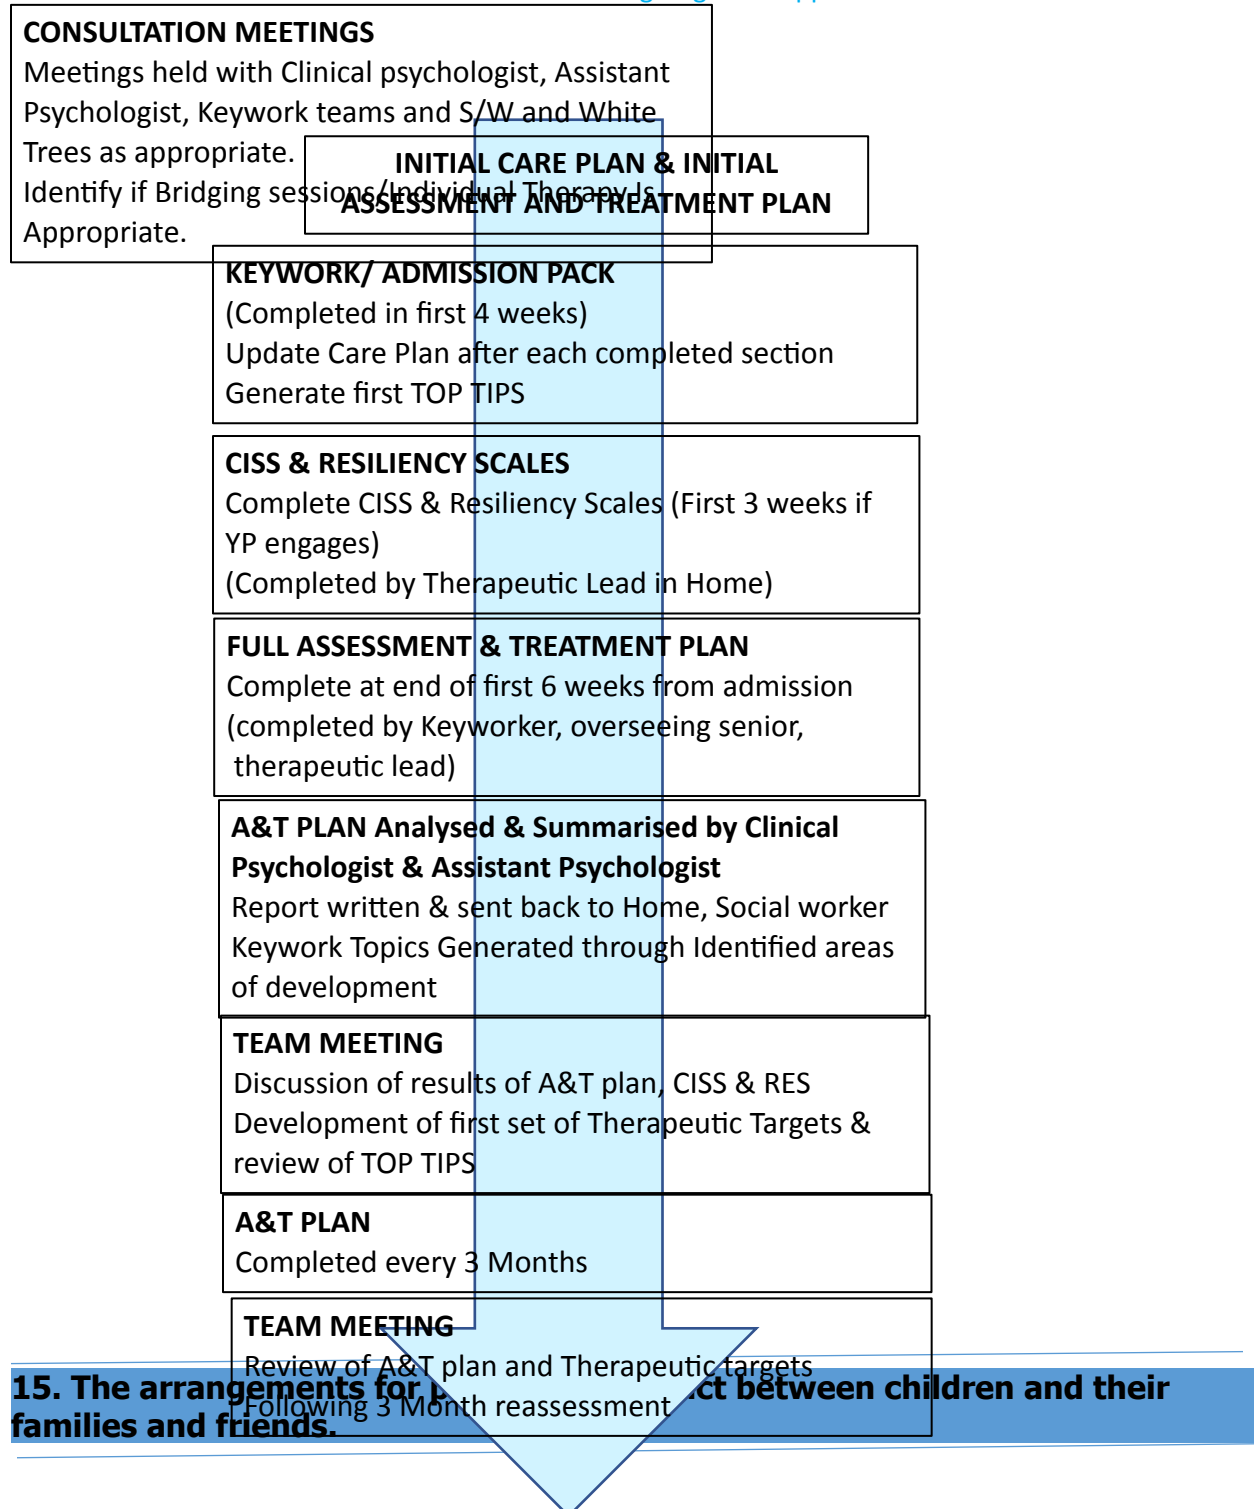 CONSULTATION MEETINGS
Meetings held with Clinical psychologist, Assistant
Psychologist, Keywork teams and S/W and White
Trees as appropriate.
Identify if Bridging sessions/Individual Therapy Is
Appropriate.
INITIAL CARE PLAN & INITIAL
ASSESSMENT AND TREATMENT PLAN
KEYWORK/ ADMISSION PACK
(Completed in first 4 weeks)
Update Care Plan after each completed section
Generate first TOP TIPS
CISS & RESILIENCY SCALES
Complete CISS & Resiliency Scales (First 3 weeks if
YP engages)
(Completed by Therapeutic Lead in Home)
FULL ASSESSMENT & TREATMENT PLAN
Complete at end of first 6 weeks from admission
(completed by Keyworker, overseeing senior,
therapeutic lead)
A&T PLAN Analysed & Summarised by Clinical
Psychologist & Assistant Psychologist
Report written & sent back to Home, Social worker
Keywork Topics Generated through Identified areas
of development
TEAM MEETING
Discussion of results of A&T plan, CISS & RES
Development of first set of Therapeutic Targets &
review of TOP TIPS
A&T PLAN
Completed every 3 Months
TEAM MEETING
Review of A&T plan and Therapeutic targets
Following 3 Month reassessment
15. The arrangements for between children and their
families and friends.